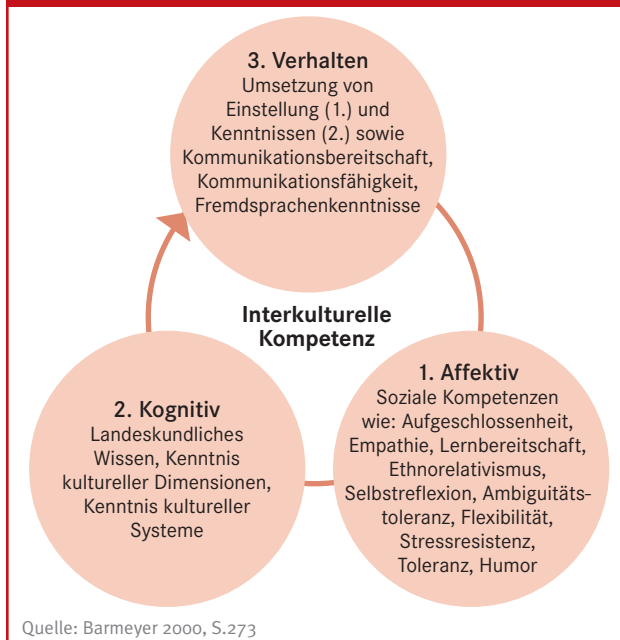 3. Verhalten
Umsetzung von
Einstellung (1.) und
Kenntnissen (2.) sowie
Kommunikationsbereitschaft,
Kommunikationsfähigkeit,
Fremdsprachenkenntnisse
Interkulturelle
Kompetenz
1. Affektiv
Soziale Kompetenzen
wie: Aufgeschlossenheit,
Empathie, Lernbereitschaft,
Ethnorelativismus,
Selbstreflexion, Ambiguitäts-
toleranz, Flexibilität,
Stressresistenz,
Toleranz, Humor
2. Kognitiv
Landeskundliches
Wissen, Kenntnis
kultureller Dimensionen,
Kenntnis kultureller
Systeme
Quelle: Barmeyer 2000, S.273